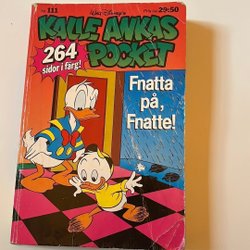 nr 111
Walt Disney's
29:50
KALLE ANKAS
POCKET
264
sidor i färg!
Fnatta
på,
Fnatte!